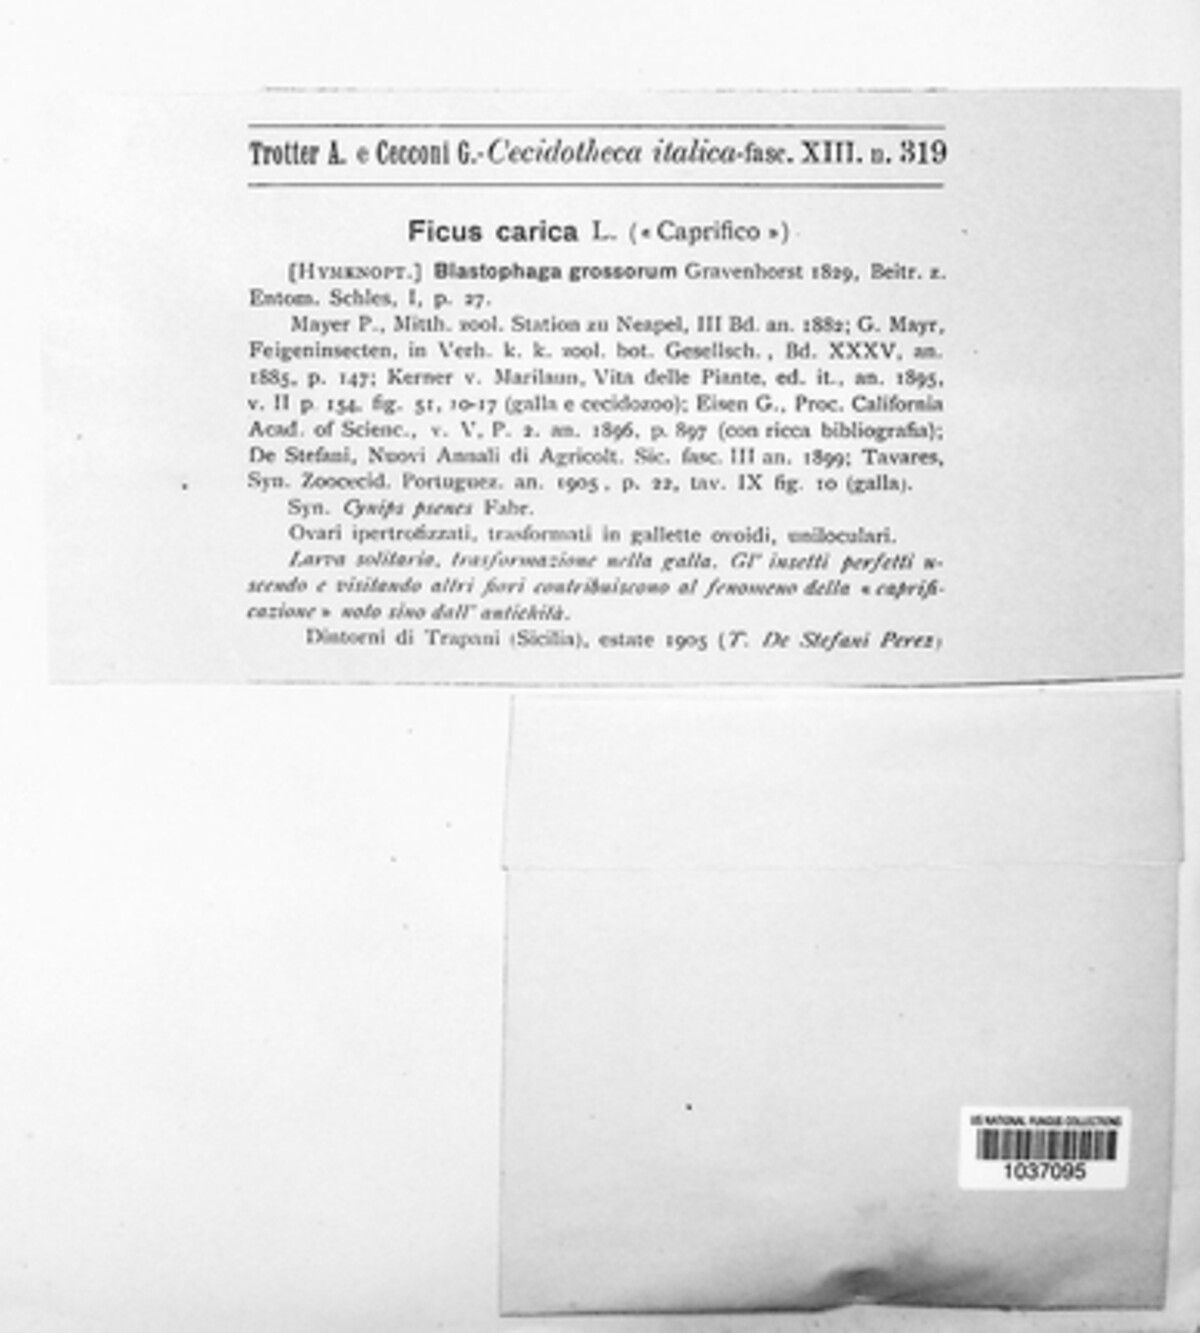 Trotter A. e Cecconi G.-Cecidotheca italica-fasc. XIII. n. 319
Ficus carica L. (« Caprifico »)
[HYMENOPT.] Blastophaga grossorum Gravenhorst 1829, Beitr. z.
Entom. Schles, I, p. 27.
Mayer P., Mitth. zool. Station zu Neapel, III Bd. an. 1882; G. Mayr,
Feigeninsecten, in Verh. k. k. zool. bot. Gesellsch., Bd. XXXV, an.
1885, p. 147; Kerner v. Marilaun, Vita delle Piante, ed. it., an. 1895,
v. II p. 154, fig. 51, 10-17 (galla e cecidozoo); Eisen G., Proc. California
Acad. of Scienc., v. V, P. 2. an. 1896, p. 897 (con ricca bibliografia);
De Stefani, Nuovi Annali di Agricolt. Sic. fasc. III an. 1899; Tavares,
Syn. Zoocecid. Portuguez. an. 1905, p. 22, tav. IX fig. 10 (galla).
Syn. Cynips psenes Fabr.
Ovari ipertrofizzati, trasformati in gallette ovoidi, uniloculari.
Larva solitaria, trasformazione nella galla. Gl' insetti perfetti u-
scendo e visitando altri fiori contribuiscono al fenomeno della « caprifi-
cazione » noto sino dall' antichità.
Dintorni di Trapani (Sicilia), estate 1905 (T. De Stefani Perez)
US NATIONAL FUNGUS COLLECTIONS
1037095